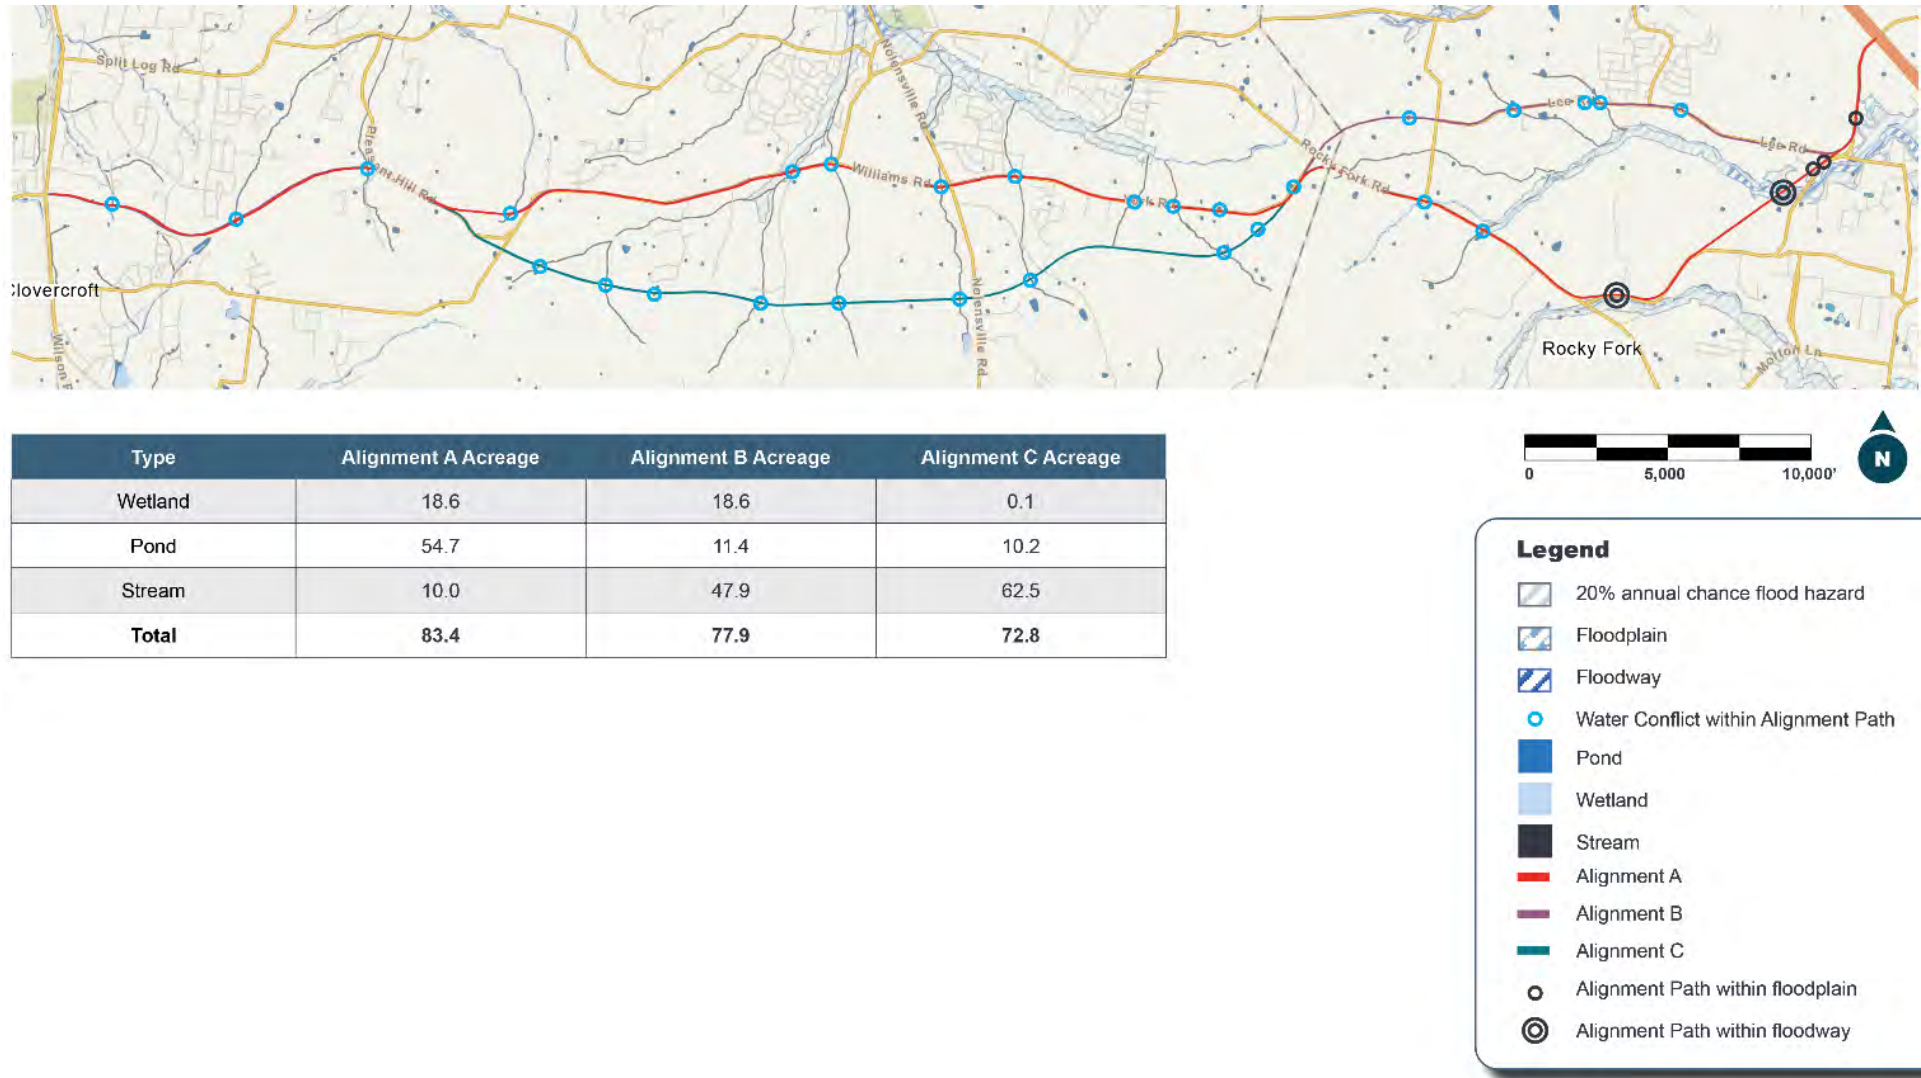 Split Log Rd
Pleasant Hill Rd
Nolensville Rd
Williams Rd
Rocky Fork Rd
Lee Rd
Clovercroft
Nolensville Rd
Rocky Fork
Morton Ln
Type Alignment A Acreage Alignment B Acreage Alignment C Acreage
Wetland 18.6 18.6 0.1
Pond 54.7 11.4 10.2
Stream 10.0 47.9 62.5
Total 83.4 77.9 72.8
0 5,000 10,000'
N
Legend
20% annual chance flood hazard
Floodplain
Floodway
Water Conflict within Alignment Path
Pond
Wetland
Stream
Alignment A
Alignment B
Alignment C
Alignment Path within floodplain
Alignment Path within floodway